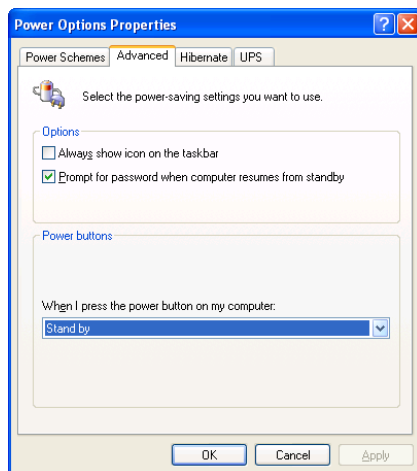 Power Options Properties
Power Schemes Advanced Hibernate UPS
Select the power-saving settings you want to use.
Options
Always show icon on the taskbar
Prompt for password when computer resumes from standby
Power buttons
When I press the power button on my computer:
Stand by
OK Cancel Apply